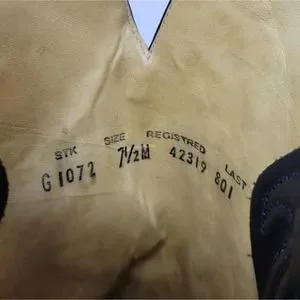 STK SIZE REGISTRED LAST
G1072 7½M 42319 801